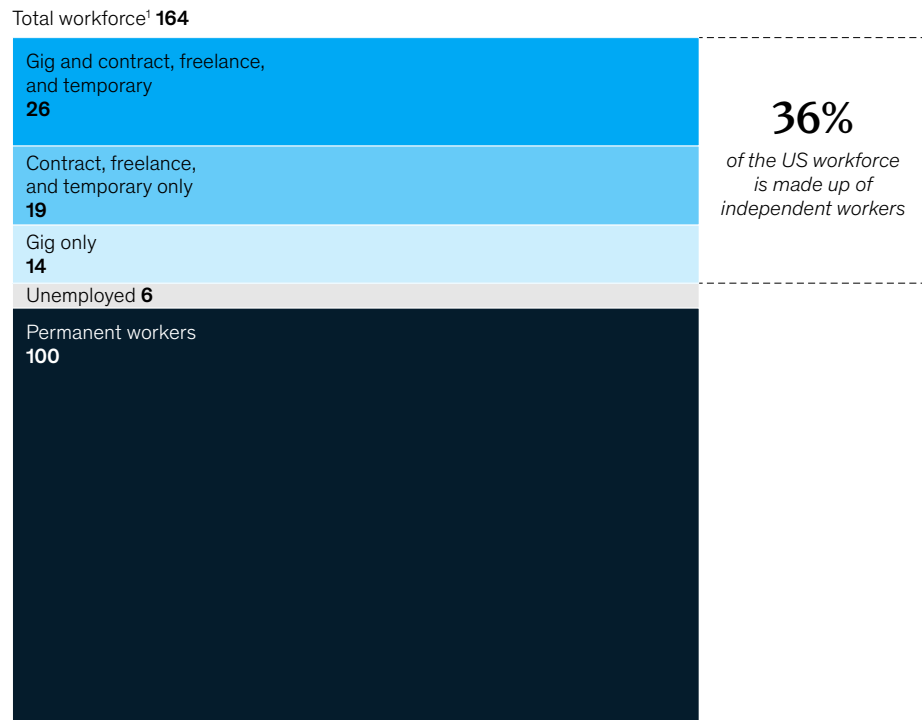 Total workforce¹ 164
Gig and contract, freelance,
and temporary
26
36%
of the US workforce
is made up of
independent workers
Contract, freelance,
and temporary only
19
Gig only
14
Unemployed 6
Permanent workers
100